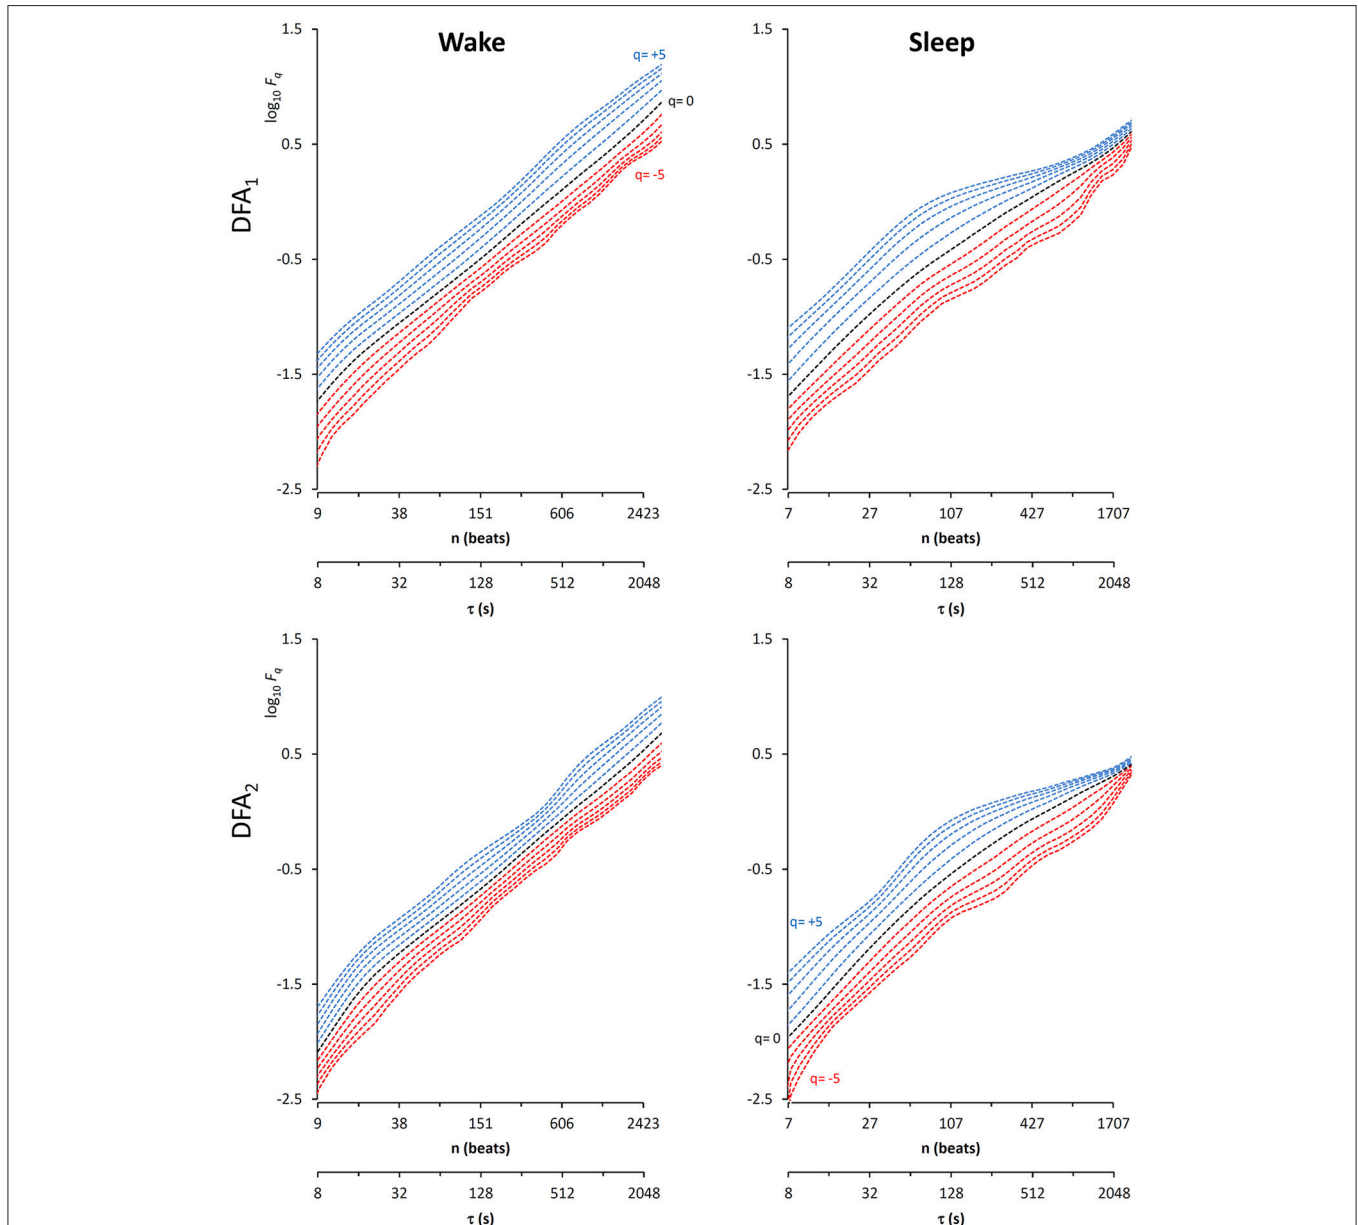 Wake
Sleep
1.5
0.5
-0.5
-1.5
-2.5
log10 Fq
DFA1
q= +5
q= 0
q= -5
9 38 151 606 2423
n (beats)
8 32 128 512 2048
τ (s)
1.5
0.5
-0.5
-1.5
-2.5
7 27 107 427 1707
n (beats)
8 32 128 512 2048
τ (s)
1.5
0.5
-0.5
-1.5
-2.5
log10 Fq
DFA2
9 38 151 606 2423
n (beats)
8 32 128 512 2048
τ (s)
1.5
0.5
-0.5
-1.5
-2.5
q= +5
q= 0
q= -5
7 27 107 427 1707
n (beats)
8 32 128 512 2048
τ (s)